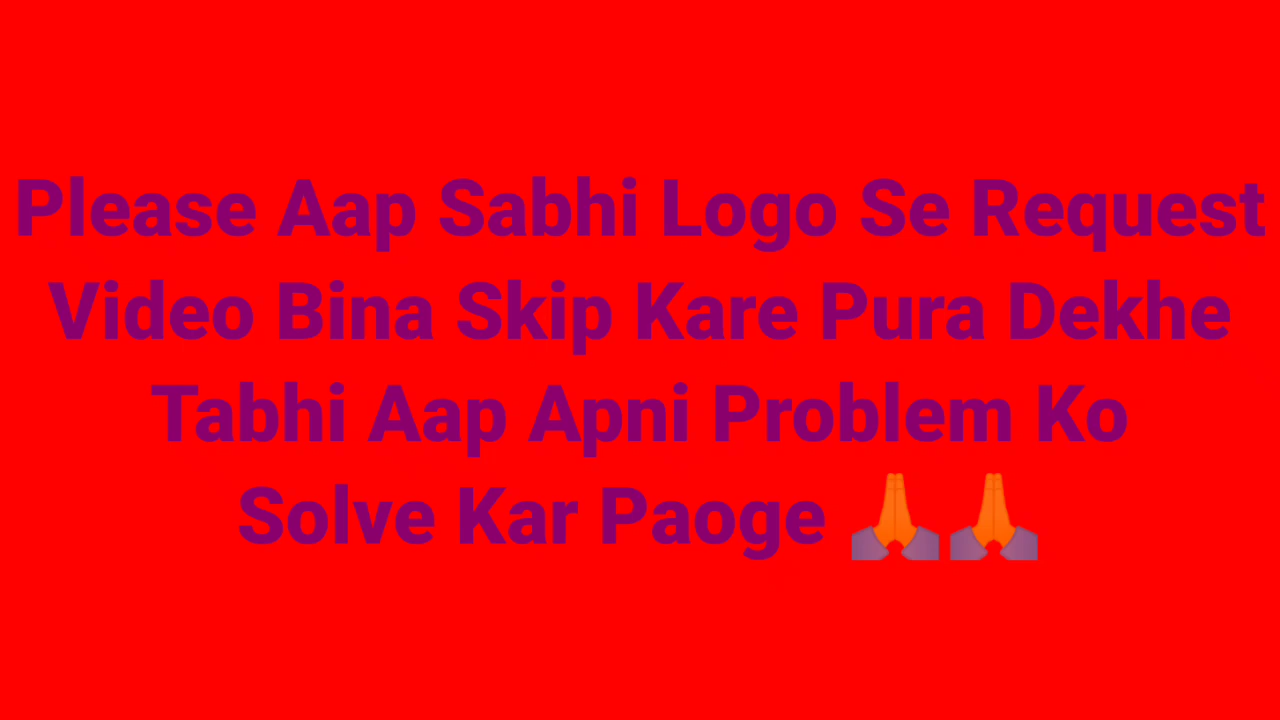 Please Aap Sabhi Logo Se Request
Video Bina Skip Kare Pura Dekhe
Tabhi Aap Apni Problem Ko
Solve Kar Paoge 🙏🙏